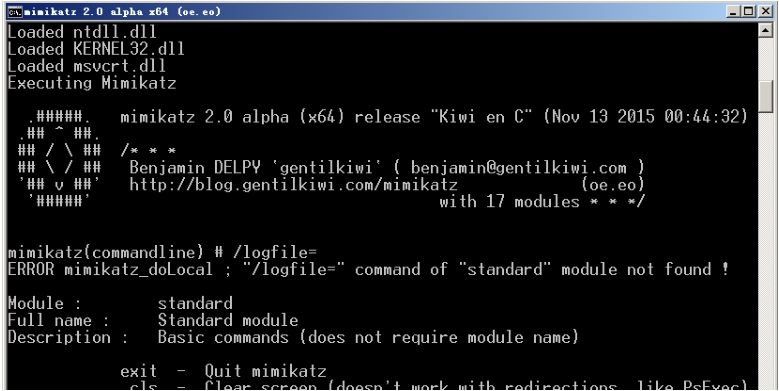 mimikatz 2.0 alpha x64 (oe.eo)
Loaded ntdll.dll
Loaded KERNEL32.dll
Loaded msvcrt.dll
Executing Mimikatz
  .#####.   mimikatz 2.0 alpha (x64) release "Kiwi en C" (Nov 13 2015 00:44:32)
 .## ^ ##.
 ## / \ ##  /* * *
 ## \ / ##   Benjamin DELPY `gentilkiwi` ( benjamin@gentilkiwi.com )
 '## v ##'   http://blog.gentilkiwi.com/mimikatz             (oe.eo)
  '#####'                                     with 17 modules * * */
mimikatz(commandline) # /logfile=
ERROR mimikatz_doLocal ; "/logfile=" command of "standard" module not found !
Module :        standard
Full name :     Standard module
Description :   Basic commands (does not require module name)
            exit  -  Quit mimikatz
             cls  -  Clear screen (doesn't work with redirections, like PsExec)